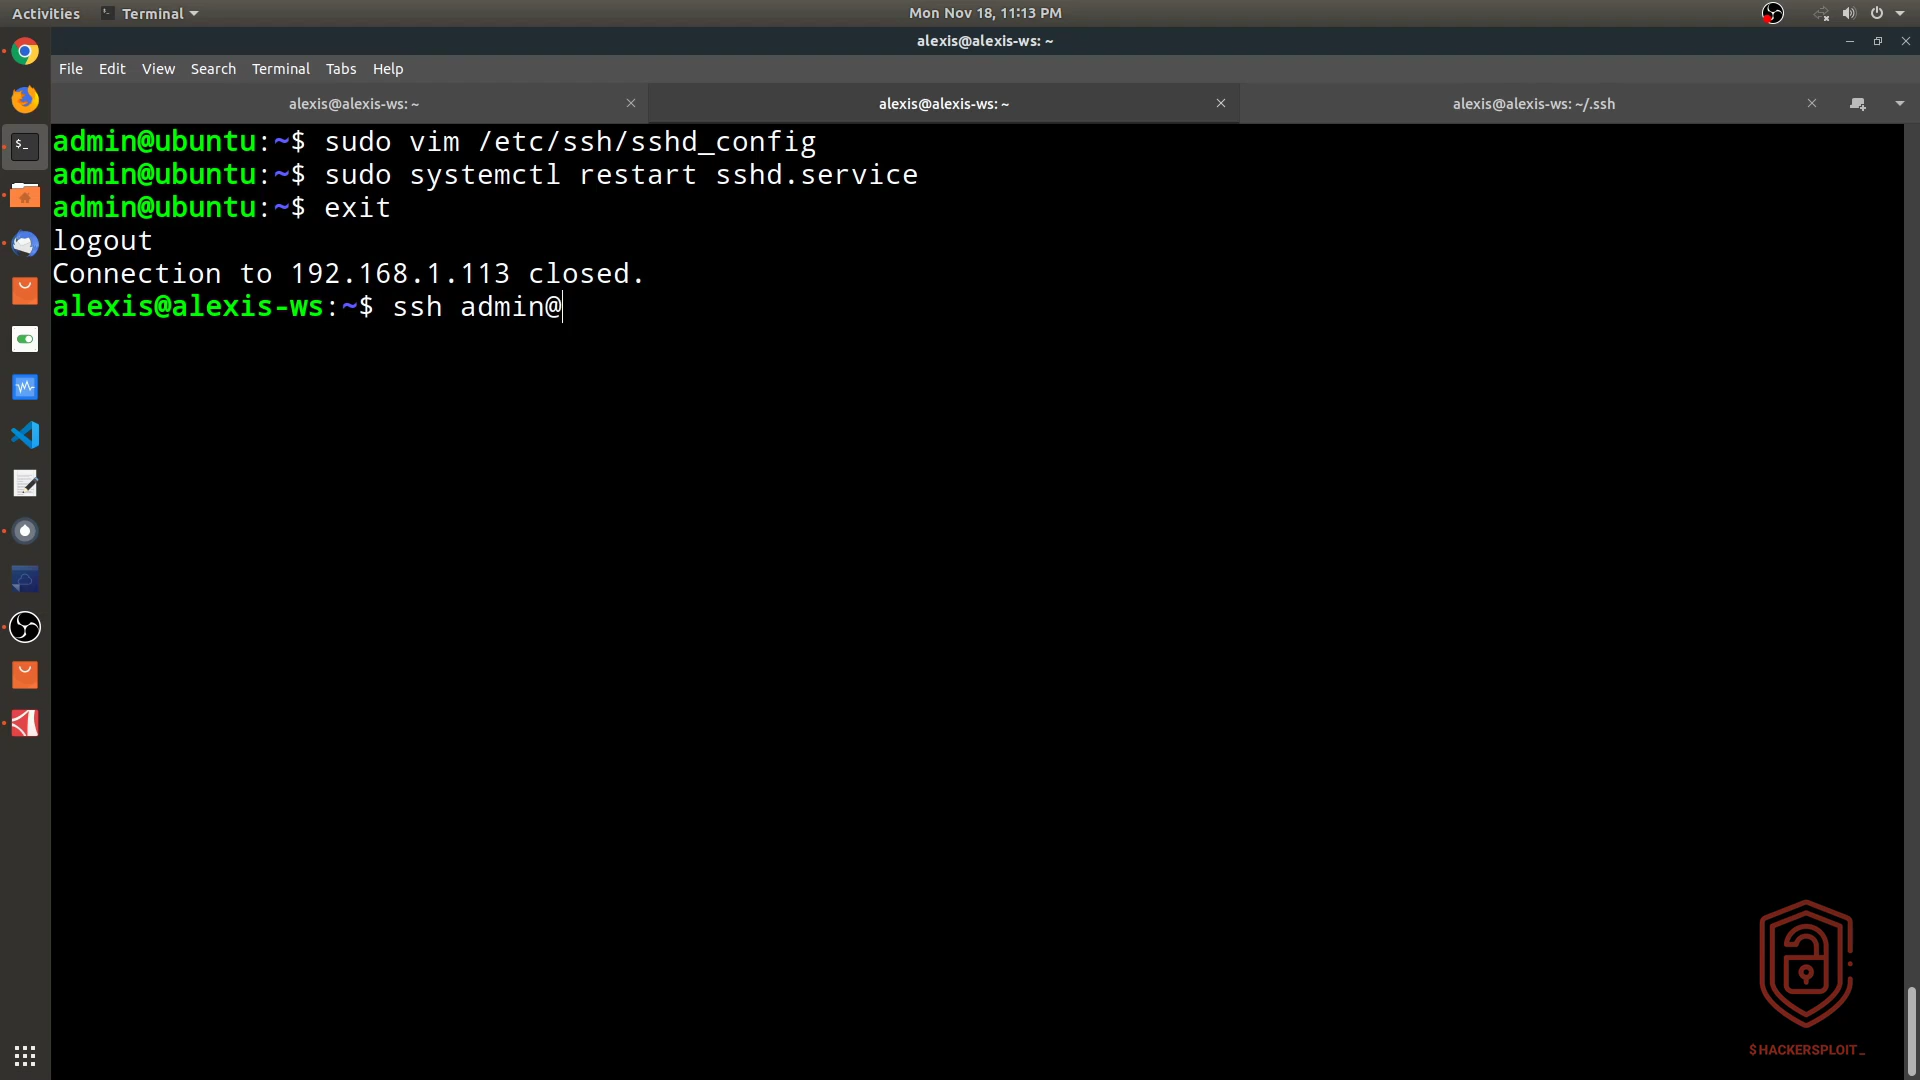 Activities Terminal Mon Nov 18, 11:13 PM
alexis@alexis-ws: ~
File Edit View Search Terminal Tabs Help
alexis@alexis-ws: ~ alexis@alexis-ws: ~ alexis@alexis-ws: ~/.ssh
admin@ubuntu:~$ sudo vim /etc/ssh/sshd_config
admin@ubuntu:~$ sudo systemctl restart sshd.service
admin@ubuntu:~$ exit
logout
Connection to 192.168.1.113 closed.
alexis@alexis-ws:~$ ssh admin@
$HACKERSPLOIT_